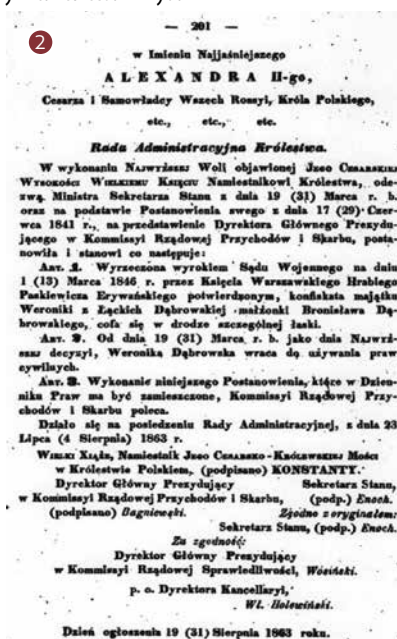 — 201 —
2
w Imieniu Najjaśniejszego
ALEXANDRA II-go,
Cesarza i Samowładcy Wszech Rossyi, Króla Polskiego,
etc., etc., etc.
Rada Administracyjna Królestwa.
W wykonaniu Najwyższej Woli objawionej Jego Cesarskiej
Wysokości Wielkiemu Księciu Namiestnikowi Królestwa, ode-
zwą Ministra Sekretarza Stanu z dnia 19 (31) Marca r. b.
oraz na podstawie Postanowienia swego z dnia 17 (29) Czer-
wca 1841 r., na przedstawienie Dyrektora Głównego Prezydu-
jącego w Kommissyi Rządowej Przychodów i Skarbu, posta-
nowiła i stanowi co następuje:
Art. 1. Wyrzeczona wyrokiem Sądu Wojennego na dniu
1 (13) Marca 1846 r. przez Księcia Warszawskiego Hrabiego
Paskiewicza Erywańskiego potwierdzonym, konfiskata majątku
Weroniki z Łąckich Dąbrowskiej małżonki Bronisława Dą-
browskiego, cofa się w drodze szczególnej łaski.
Art. 2. Od dnia 19 (31) Marca r. b. jako dnia Najwyż-
szej decyzyi, Weronika Dąbrowska wraca do używania praw
cywilnych.
Art. 3. Wykonanie niniejszego Postanowienia, które w Dzien-
niku Praw ma być zamieszczone, Kommissyi Rządowej Przy-
chodów i Skarbu poleca.
Działo się na posiedzeniu Rady Administracyjnej, z dnia 23
Lipca (4 Sierpnia) 1863 r.
Wielki Xiążę, Namiestnik Jego Cesarsko-Królewskiej Mości
w Królestwie Polskiem, (podpisano) KONSTANTY.
Dyrektor Główny Prezydujący Sekretarz Stanu,
w Kommissyi Rządowej Przychodów i Skarbu, (podp.) Enoch.
(podpisano) Bagniewski. Zgodno z oryginałem:
Sekretarz Stanu, (podp.) Enoch.
Za zgodność:
Dyrektor Główny Prezydujący
w Kommissyi Rządowej Sprawiedliwości, Wosiński.
p. o. Dyrektora Kancellaryi,
Wł. Holewiński.
Dzień ogłoszenia 19 (31) Sierpnia 1863 roku.